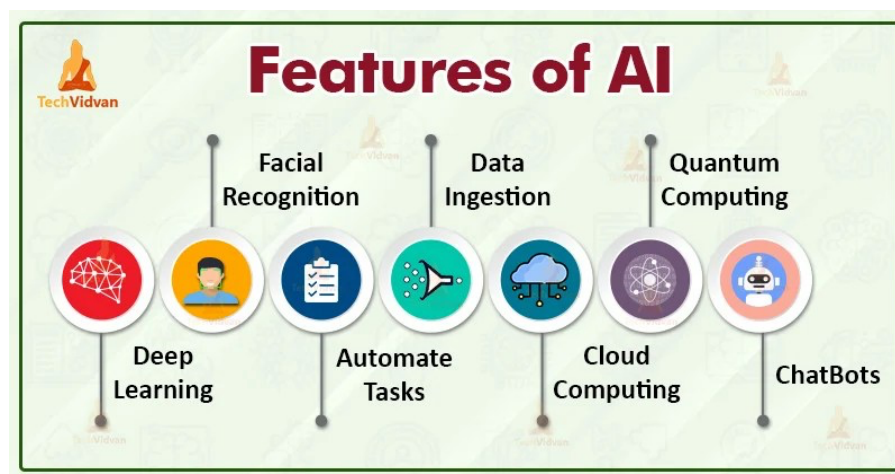 Features of AI
TechVidvan
Facial
Recognition
Data
Ingestion
Quantum
Computing
Deep
Learning
Automate
Tasks
Cloud
Computing
ChatBots